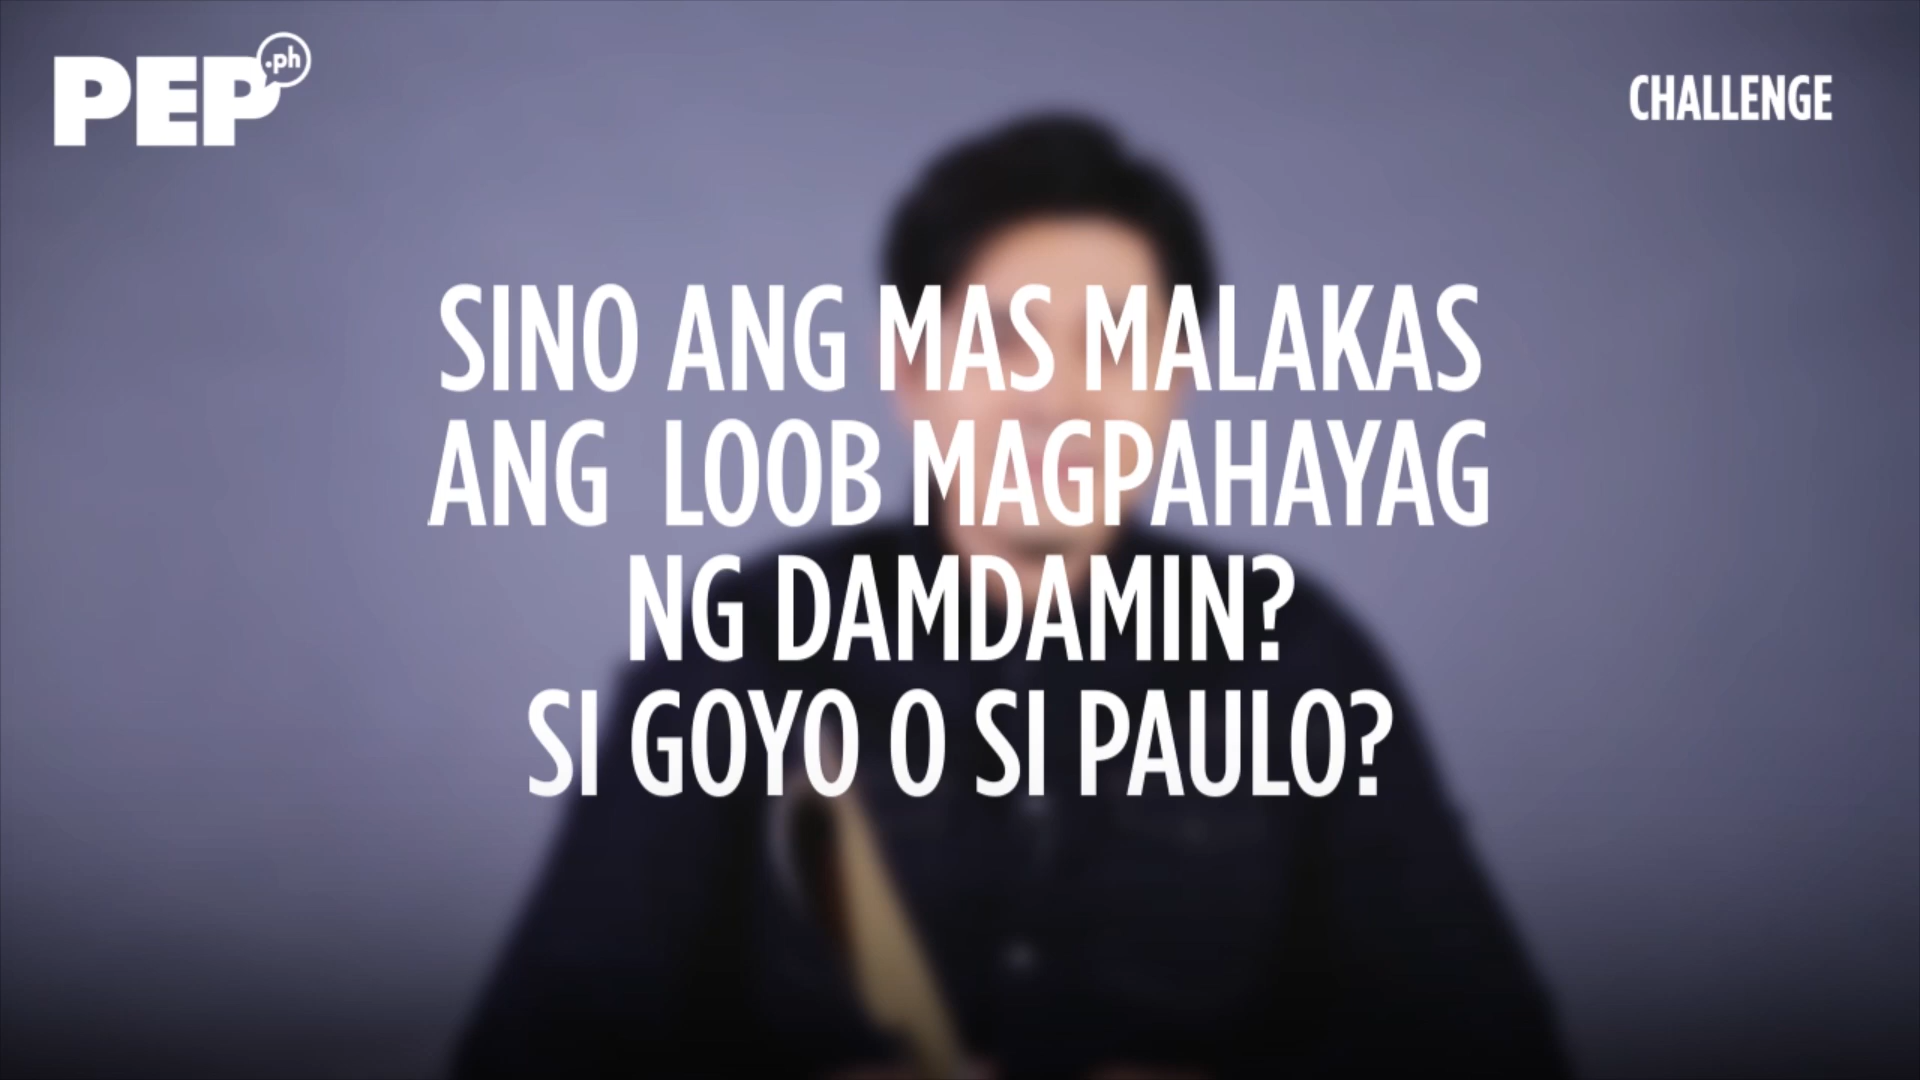 PEP.ph
CHALLENGE
SINO ANG MAS MALAKAS
ANG LOOB MAGPAHAYAG
NG DAMDAMIN?
SI GOYO O SI PAULO?